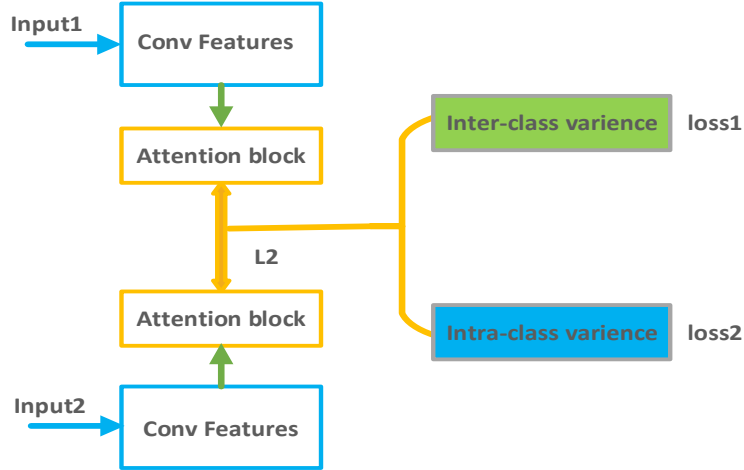 Input1
Conv Features
Attention block
Inter-class varience
loss1
L2
Attention block
Intra-class varience
loss2
Input2
Conv Features